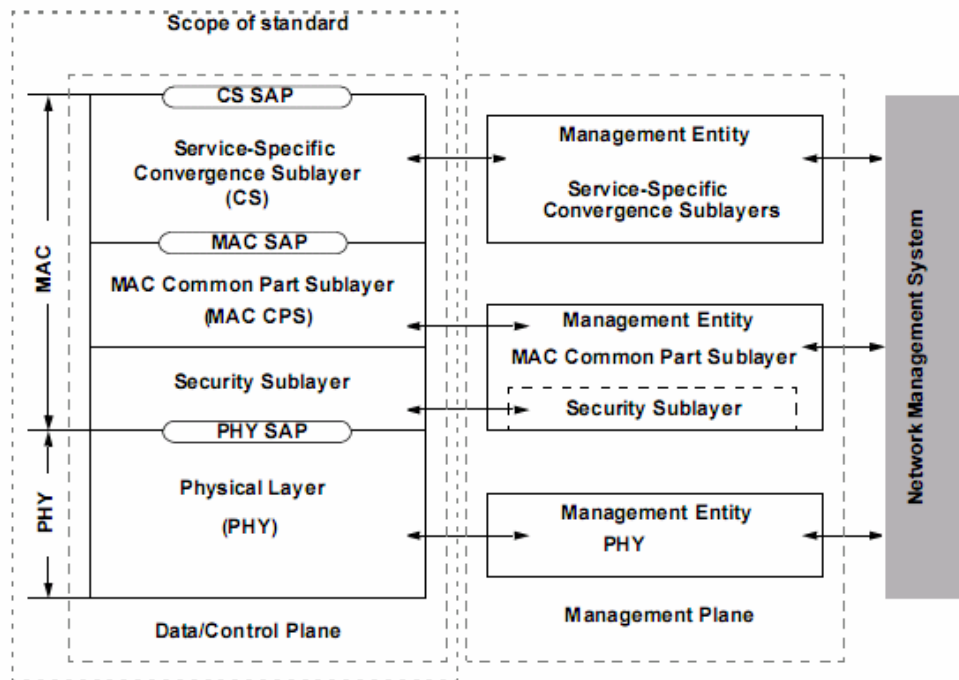 Scope of standard
CS SAP
Service-Specific
Convergence Sublayer
(CS)
MAC SAP
MAC Common Part Sublayer
(MAC CPS)
Security Sublayer
PHY SAP
Physical Layer
(PHY)
Data/Control Plane
MAC
PHY
Management Entity
Service-Specific
Convergence Sublayers
Management Entity
MAC Common Part Sublayer
Security Sublayer
Management Entity
PHY
Management Plane
Network Management System